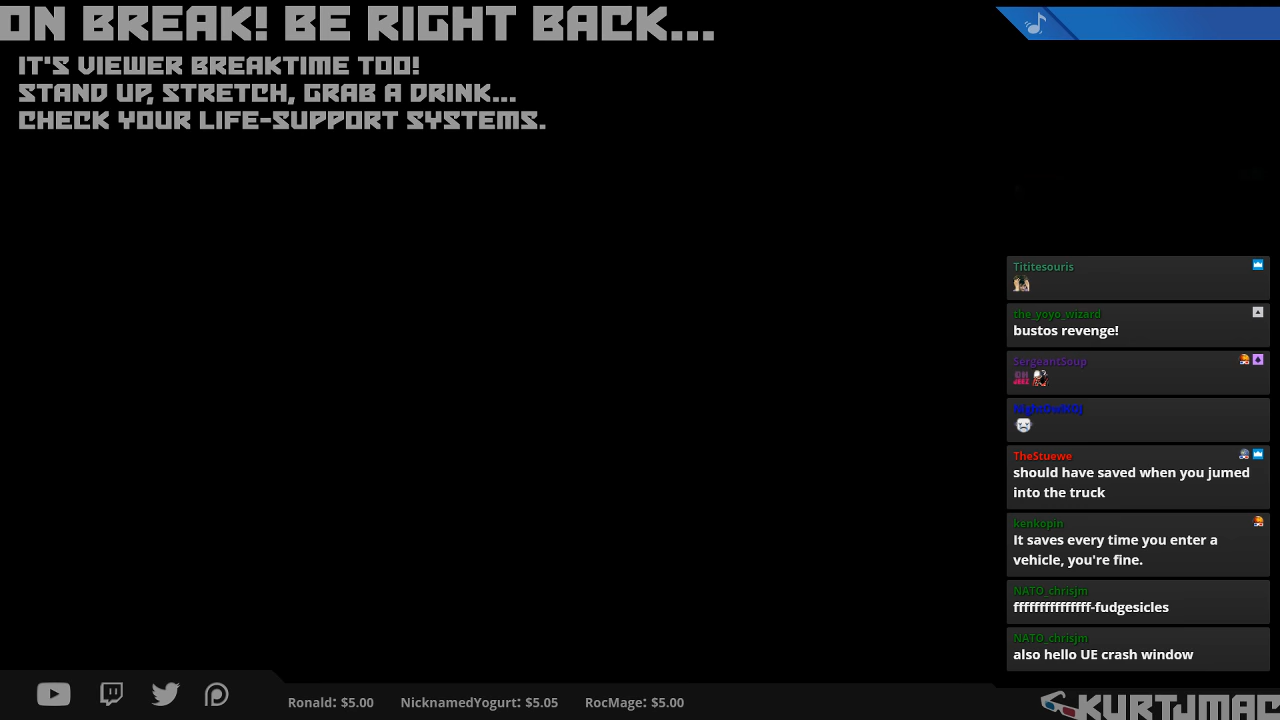 ON BREAK! BE RIGHT BACK...
IT'S VIEWER BREAKTIME TOO!
STAND UP, STRETCH, GRAB A DRINK...
CHECK YOUR LIFE-SUPPORT SYSTEMS.
Tititesouris
the_yoyo_wizard
bustos revenge!
SergeantSoup
TheStuewe
should have saved when you jumed
into the truck
kenkopin
It saves every time you enter a
vehicle, you're fine.
NATO_chrisjm
fffffffffffffff-fudgesicles
NATO_chrisjm
also hello UE crash window
Ronald: $5.00 NicknamedYogurt: $5.05 RocMage: $5.00
KURTJMAC